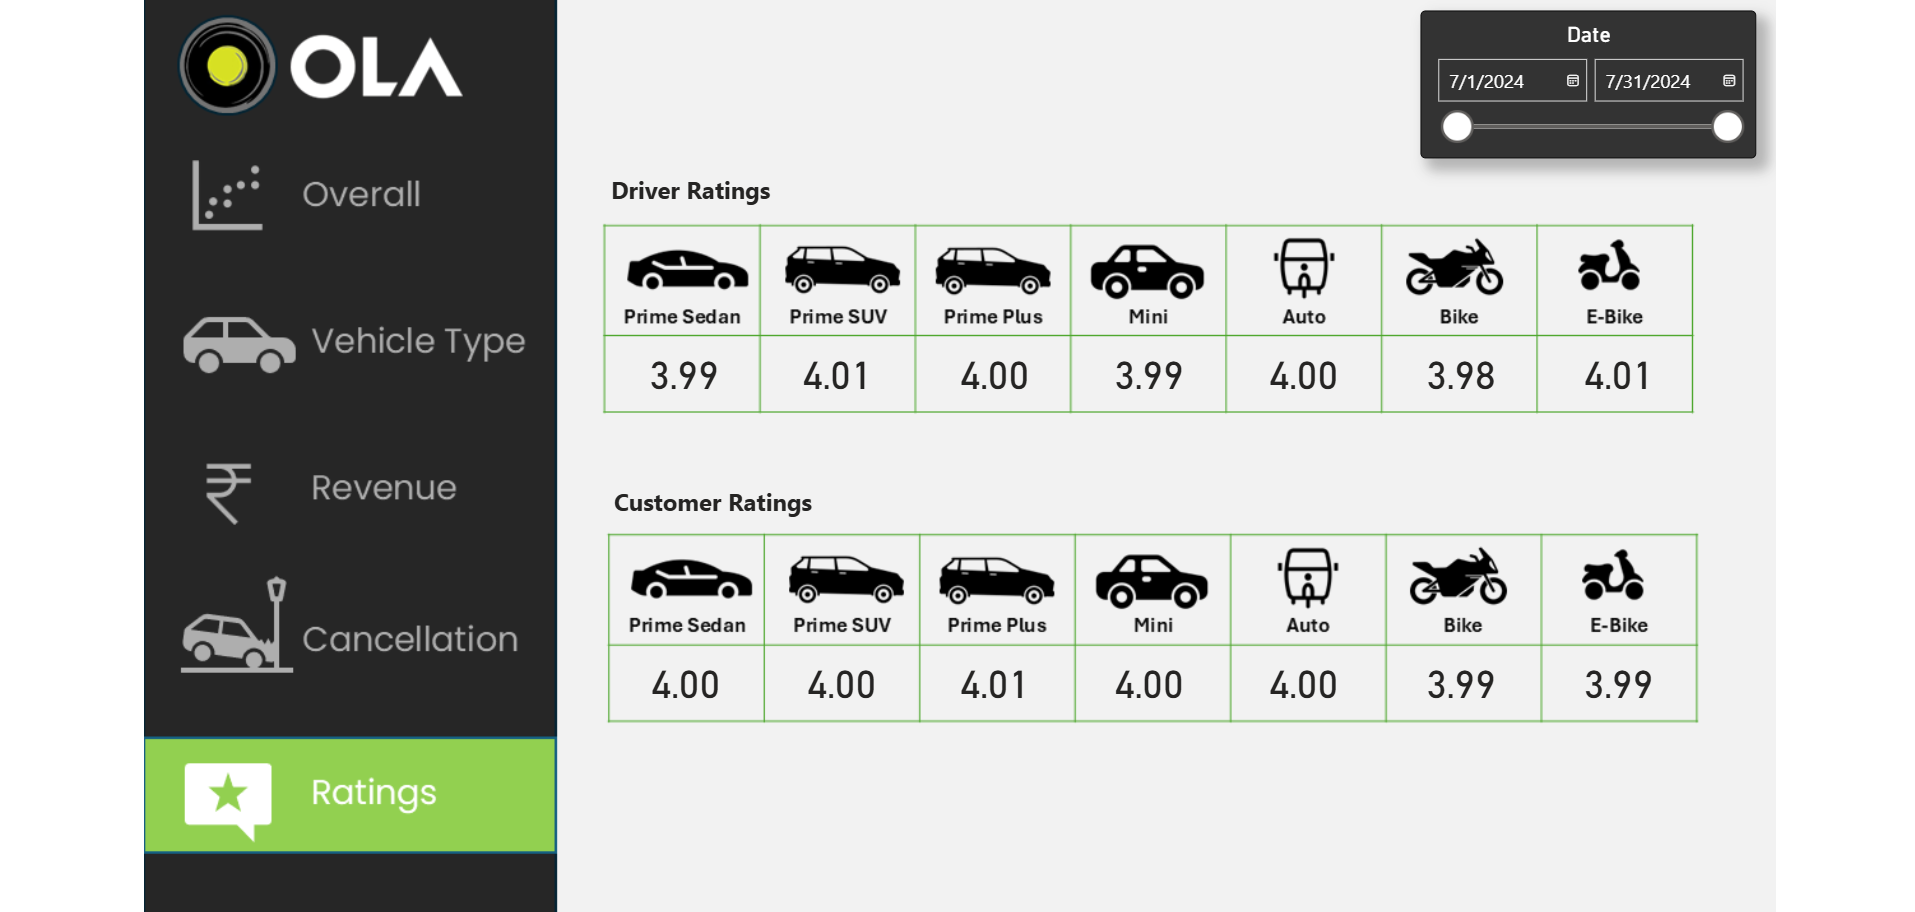 OLA
Overall
Vehicle Type
Revenue
Cancellation
Ratings
Date
7/1/2024 7/31/2024
Driver Ratings
Prime Sedan Prime SUV Prime Plus Mini Auto Bike E-Bike
3.99 4.01 4.00 3.99 4.00 3.98 4.01
Customer Ratings
Prime Sedan Prime SUV Prime Plus Mini Auto Bike E-Bike
4.00 4.00 4.01 4.00 4.00 3.99 3.99